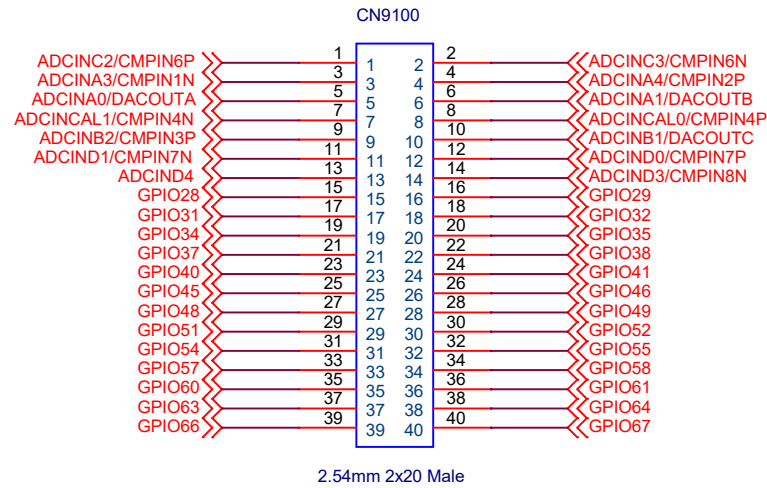 CN9100
ADCINC2/CMPIN6P 1 1 2 2 ADCINC3/CMPIN6N
ADCINA3/CMPIN1N 3 3 4 4 ADCINA4/CMPIN2P
ADCINA0/DACOUTA 5 5 6 6 ADCINA1/DACOUTB
ADCINCAL1/CMPIN4N 7 7 8 8 ADCINCAL0/CMPIN4P
ADCINB2/CMPIN3P 9 9 10 10 ADCINB1/DACOUTC
ADCIND1/CMPIN7N 11 11 12 12 ADCIND0/CMPIN7P
ADCIND4 13 13 14 14 ADCIND3/CMPIN8N
GPIO28 15 15 16 16 GPIO29
GPIO31 17 17 18 18 GPIO32
GPIO34 19 19 20 20 GPIO35
GPIO37 21 21 22 22 GPIO38
GPIO40 23 23 24 24 GPIO41
GPIO45 25 25 26 26 GPIO46
GPIO48 27 27 28 28 GPIO49
GPIO51 29 29 30 30 GPIO52
GPIO54 31 31 32 32 GPIO55
GPIO57 33 33 34 34 GPIO58
GPIO60 35 35 36 36 GPIO61
GPIO63 37 37 38 38 GPIO64
GPIO66 39 39 40 40 GPIO67
2.54mm 2x20 Male